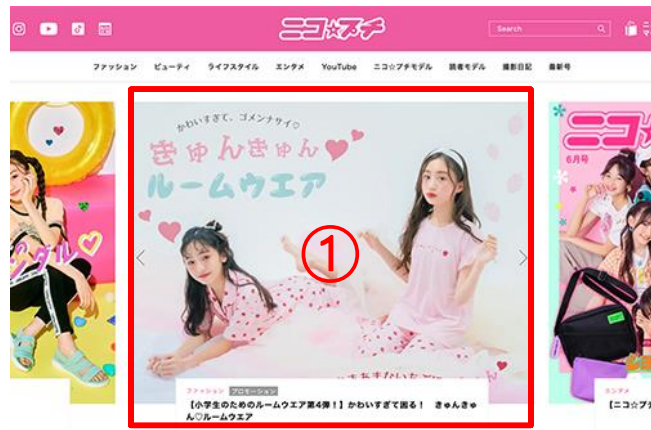 ニコ☆プチ
Search
ファッション ビューティ ライフスタイル エンタメ YouTube ニコ☆プチモデル 読者モデル 撮影日記 最新号
かわいすぎて、ゴメンナサイ♡
きゅんきゅん♥
ルームウエア
①
6月号
ファッション プロモーション
【小学生のためのルームウエア第4弾！】かわいすぎて困る！ きゅんきゅ
ん♡ルームウエア
エンタメ
【ニコ☆プチ